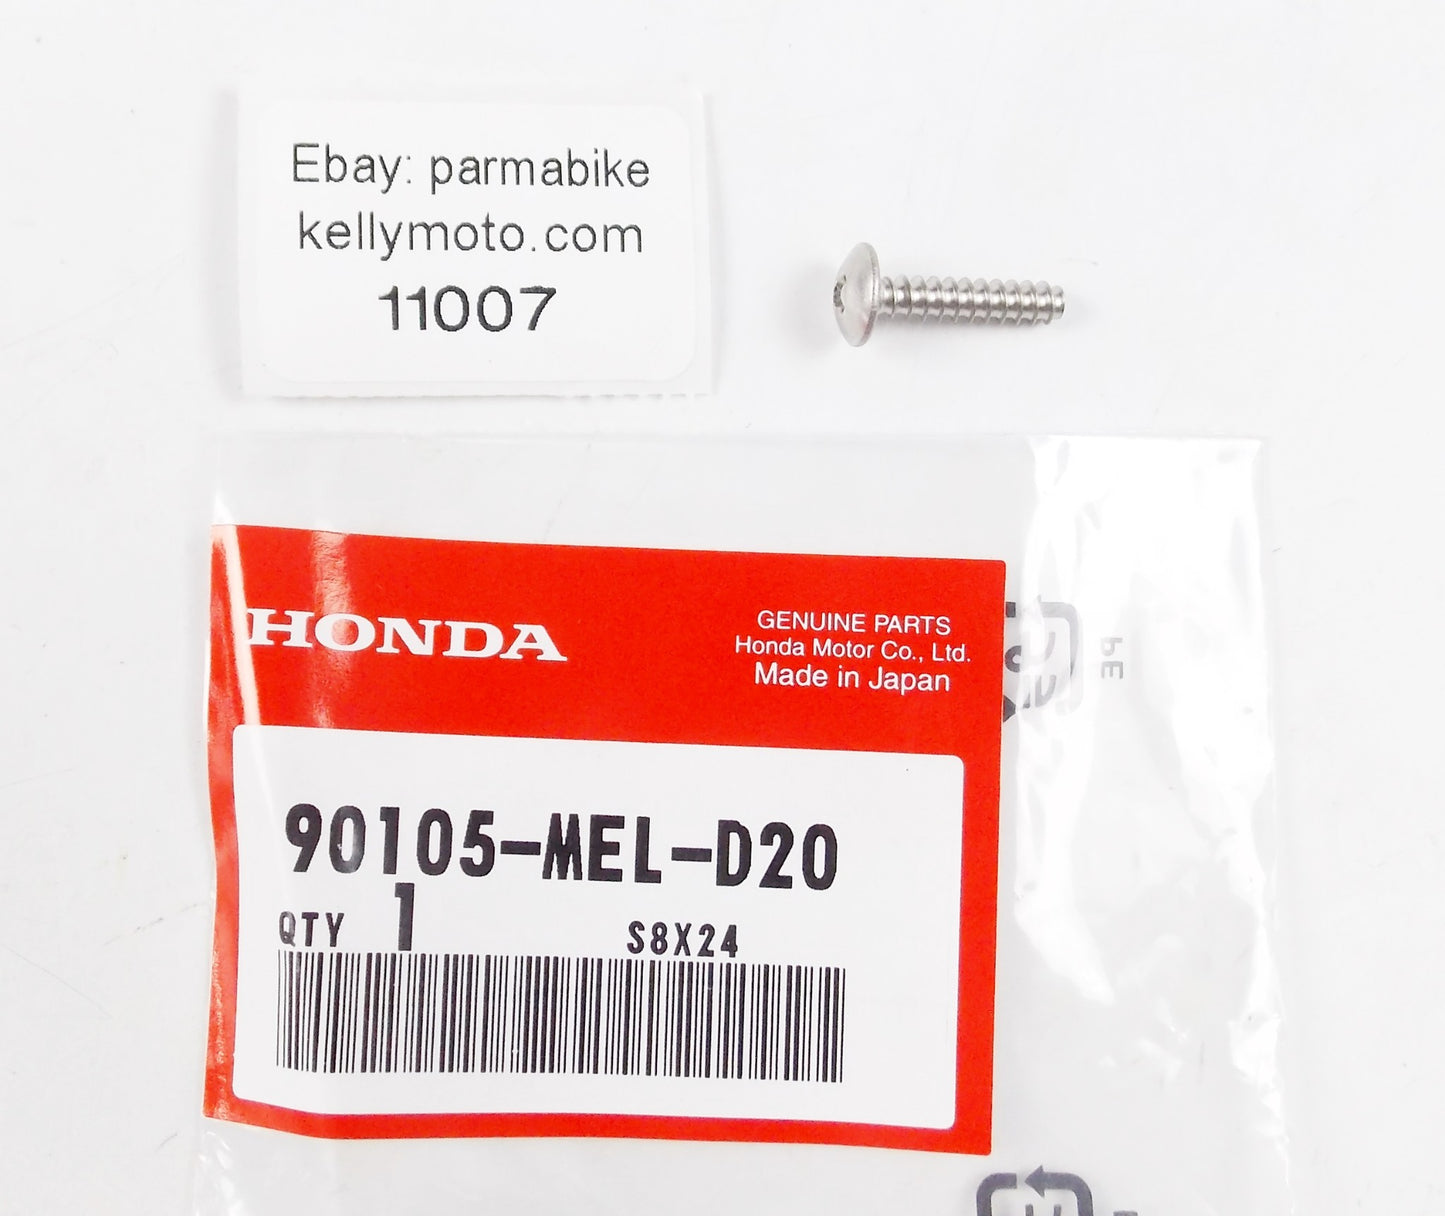 Ebay: parmabike
kellymoto.com
11007
HONDA
GENUINE PARTS
Honda Motor Co., Ltd.
Made in Japan
90105-MEL-D20
QTY 1 S8X24
PE